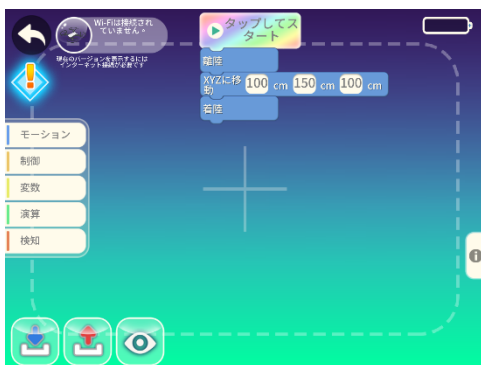 Wi-Fiは接続され
ていません。
現在のバージョンを表示するには
インターネット接続が必要です
タップしてス
タート
離陸
XYZに移
動 100 cm 150 cm 100 cm
着陸
モーション
制御
変数
演算
検知